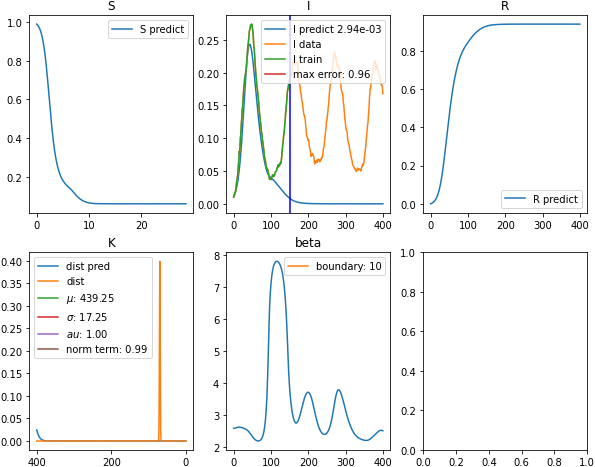 S
I
R
1.0
0.8
0.6
0.4
0.2
S predict
0 10 20
0.25
0.20
0.15
0.10
0.05
0.00
I predict 2.94e-03
I data
I train
max error: 0.96
0 100 200 300 400
0.8
0.6
0.4
0.2
0.0
R predict
0 100 200 300 400
K
beta
0.40
0.35
0.30
0.25
0.20
0.15
0.10
0.05
0.00
dist pred
dist
μ: 439.25
σ: 17.25
au: 1.00
norm term: 0.99
400 200 0
8
7
6
5
4
3
2
boundary: 10
0 100 200 300 400
1.0
0.8
0.6
0.4
0.2
0.0
0.0 0.2 0.4 0.6 0.8 1.0